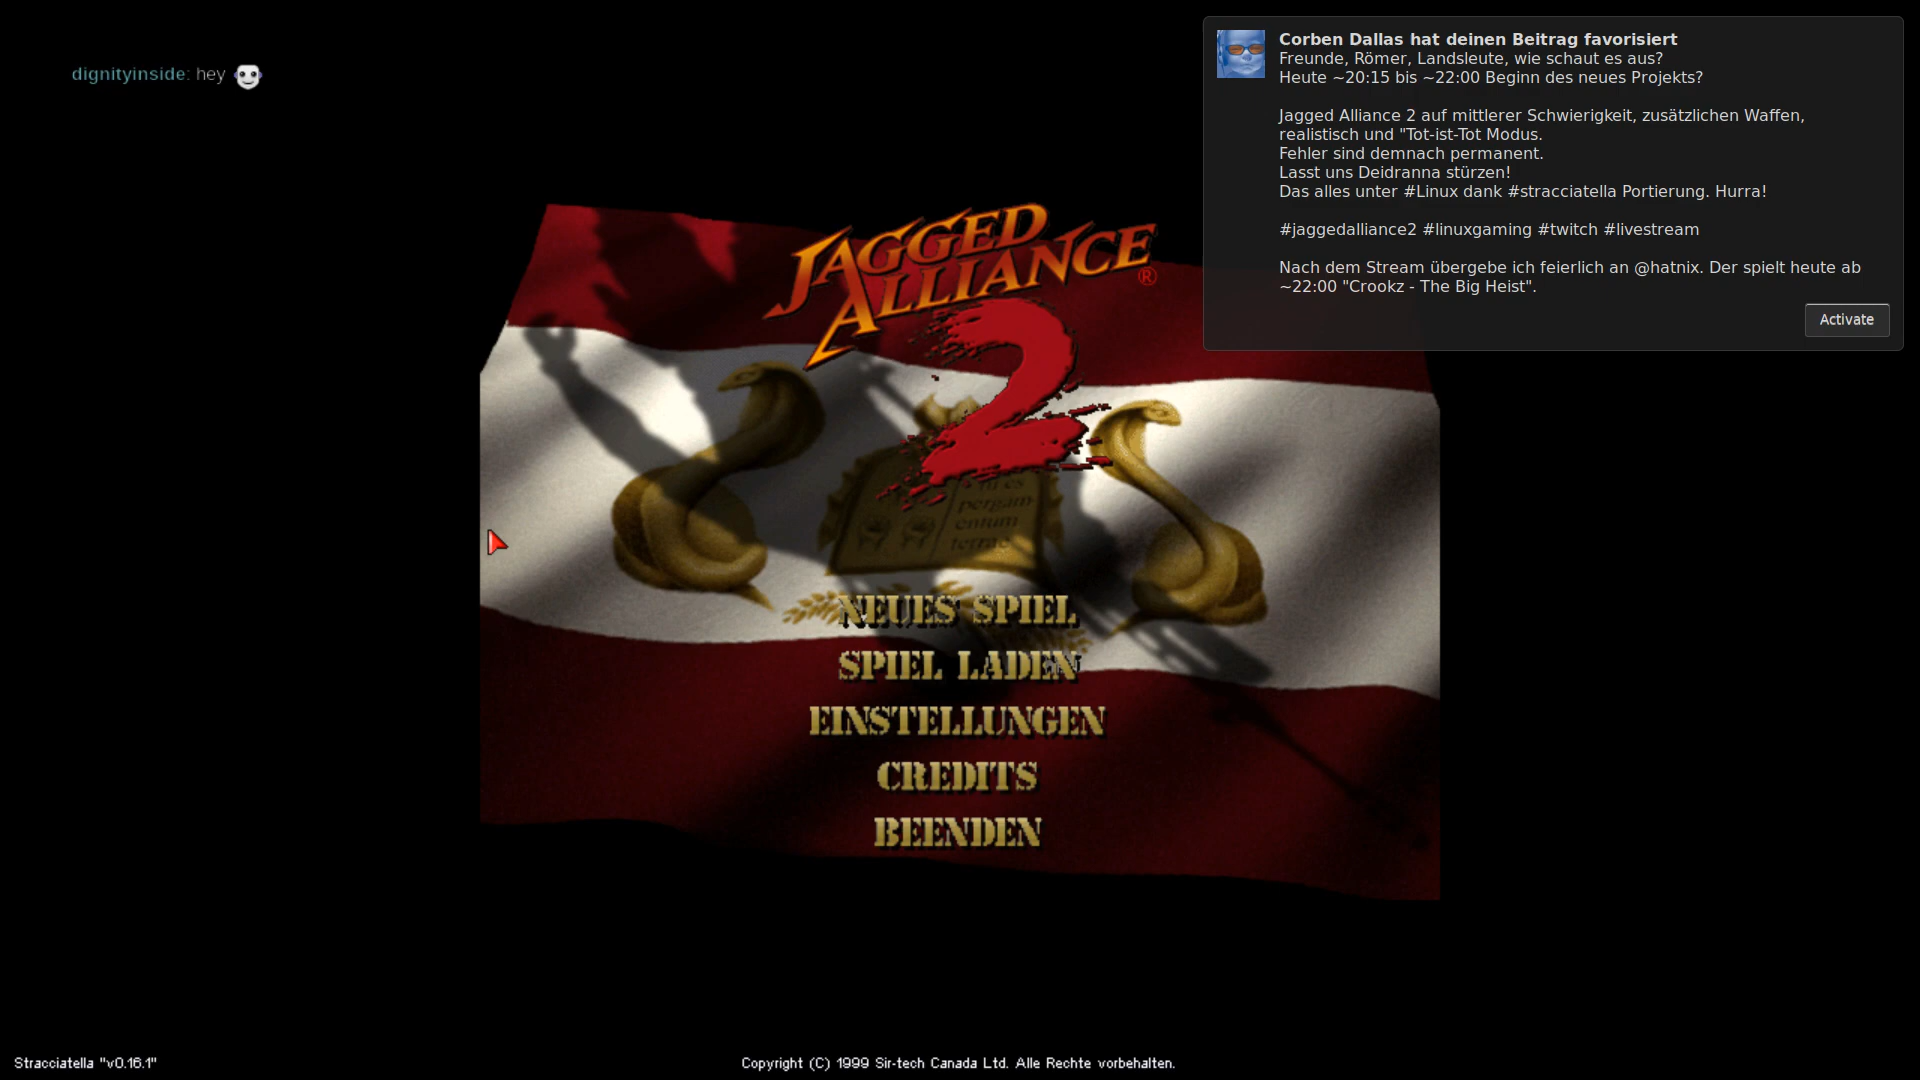 dignityinside: hey
Corben Dallas hat deinen Beitrag favorisiert
Freunde, Römer, Landsleute, wie schaut es aus?
Heute ~20:15 bis ~22:00 Beginn des neues Projekts?
Jagged Alliance 2 auf mittlerer Schwierigkeit, zusätzlichen Waffen,
realistisch und "Tot-ist-Tot Modus.
Fehler sind demnach permanent.
Lasst uns Deidranna stürzen!
Das alles unter #Linux dank #stracciatella Portierung. Hurra!
#jaggedalliance2 #linuxgaming #twitch #livestream
Nach dem Stream übergebe ich feierlich an @hatnix. Der spielt heute ab
~22:00 "Crookz - The Big Heist".
Activate
JAGGED
ALLIANCE
®
2
pergam-
entum
terrae
NEUES SPIEL
SPIEL LADEN
EINSTELLUNGEN
CREDITS
BEENDEN
Stracciatella "v0.16.1"
Copyright (C) 1999 Sir-tech Canada Ltd. Alle Rechte vorbehalten.